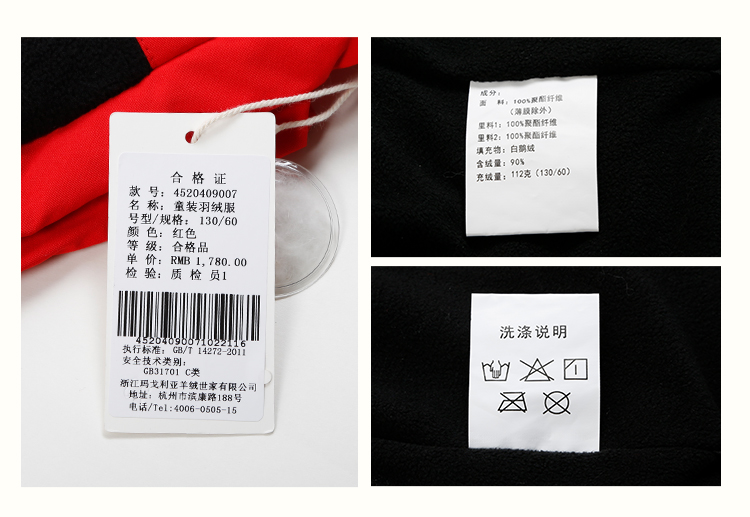 合格证
款号：4520409007
名称：童装羽绒服
号型/规格：130/60
颜色：红色
等级：合格品
单价：RMB 1,780.00
检验：质检员1
45204090071022116
执行标准：GB/T 14272-2011
安全技术类别：
GB31701 C类
浙江玛戈利亚羊绒世家有限公司
地址：杭州市滨康路188号
电话/Tel:4006-0505-15
成分：
面料：100%聚酯纤维
（薄膜除外）
里料1：100%聚酯纤维
里料2：100%聚酯纤维
填充物：白鹅绒
含绒量：90%
充绒量：112克(130/60)
洗涤说明